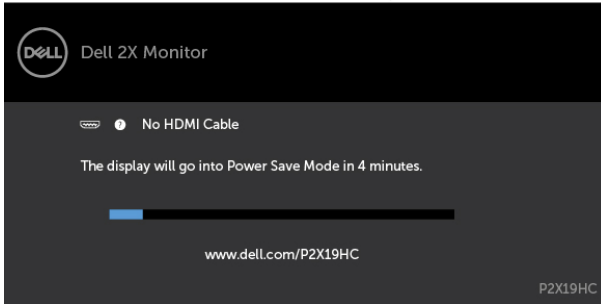 DELL
Dell 2X Monitor
? No HDMI Cable
The display will go into Power Save Mode in 4 minutes.
www.dell.com/P2X19HC
P2X19HC